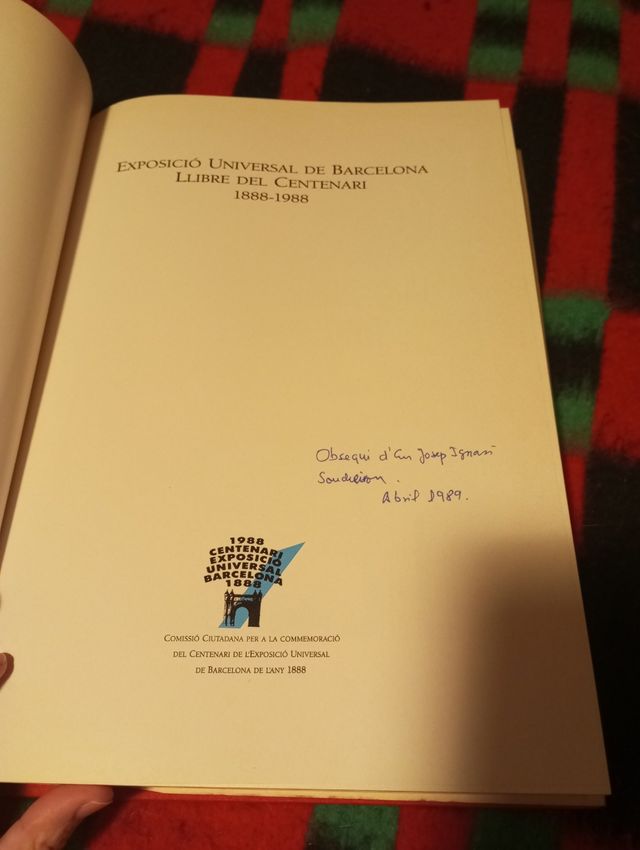 EXPOSICIÓ UNIVERSAL DE BARCELONA
LLIBRE DEL CENTENARI
1888-1988
Obsequi d'en Josep Ignasi
Abril 1989.
1988
CENTENARI
EXPOSICIÓ
UNIVERSAL
BARCELONA
1888
COMISSIÓ CIUTADANA PER A LA COMMEMORACIÓ
DEL CENTENARI DE L'EXPOSICIÓ UNIVERSAL
DE BARCELONA DE L'ANY 1888